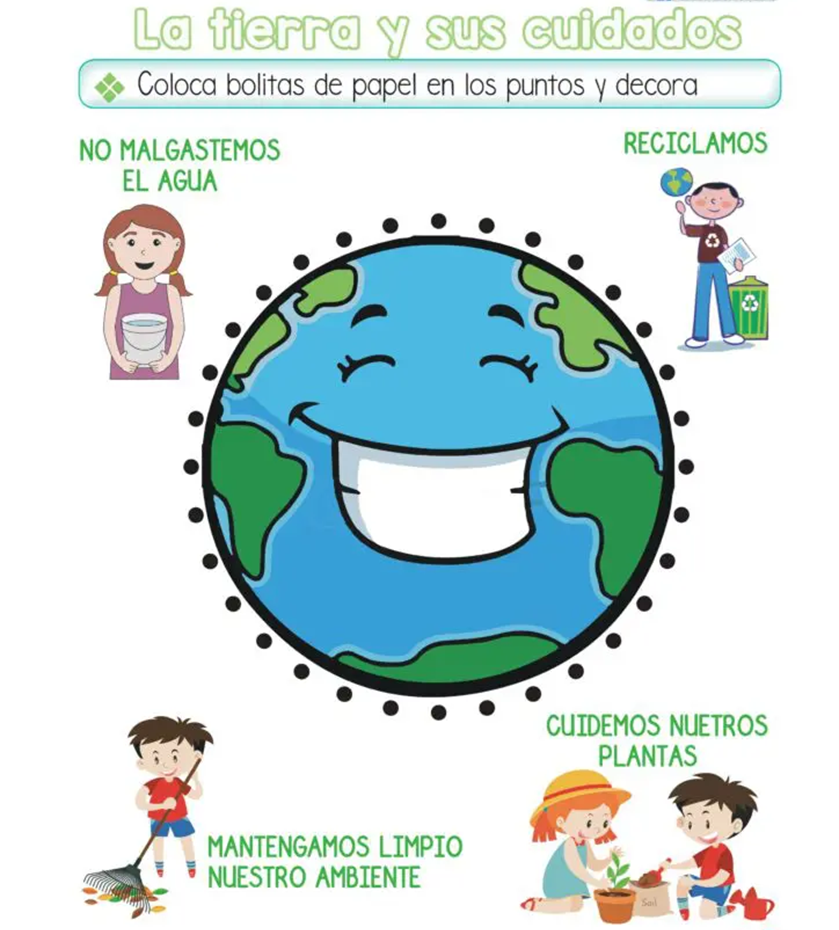 La tierra y sus cuidados
Coloca bolitas de papel en los puntos y decora
NO MALGASTEMOS
EL AGUA
RECICLAMOS
CUIDEMOS NUETROS
PLANTAS
MANTENGAMOS LIMPIO
NUESTRO AMBIENTE
Soil